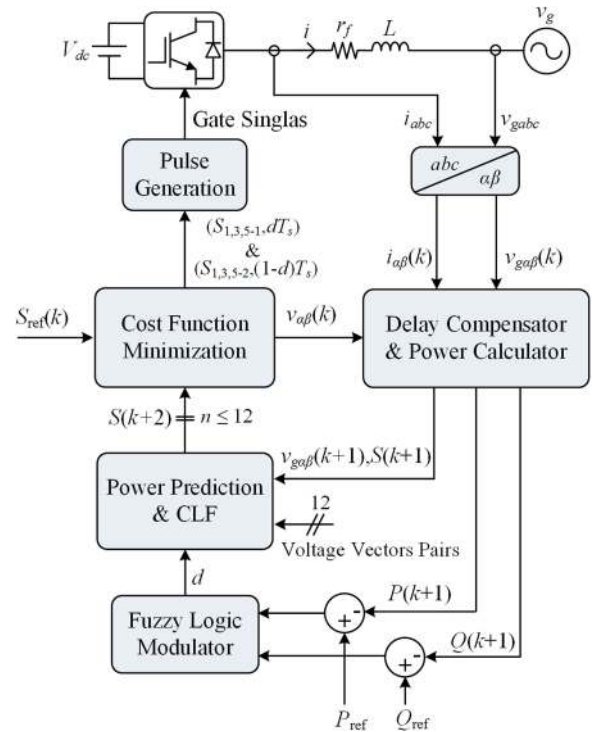 V_dc
i
r_f
L
v_g
Gate Singlas
i_abc
v_gabc
Pulse
Generation
abc
αβ
(S_1,3,5-1,dT_s)
&
(S_1,3,5-2,(1-d)T_s)
i_αβ(k)
v_gαβ(k)
S_ref(k)
Cost Function
Minimization
v_αβ(k)
Delay Compensator
& Power Calculator
S(k+2)
n ≤ 12
v_gαβ(k+1),S(k+1)
Power Prediction
& CLF
12
Voltage Vectors Pairs
d
P(k+1)
Fuzzy Logic
Modulator
+
-
Q(k+1)
+
-
P_ref
Q_ref